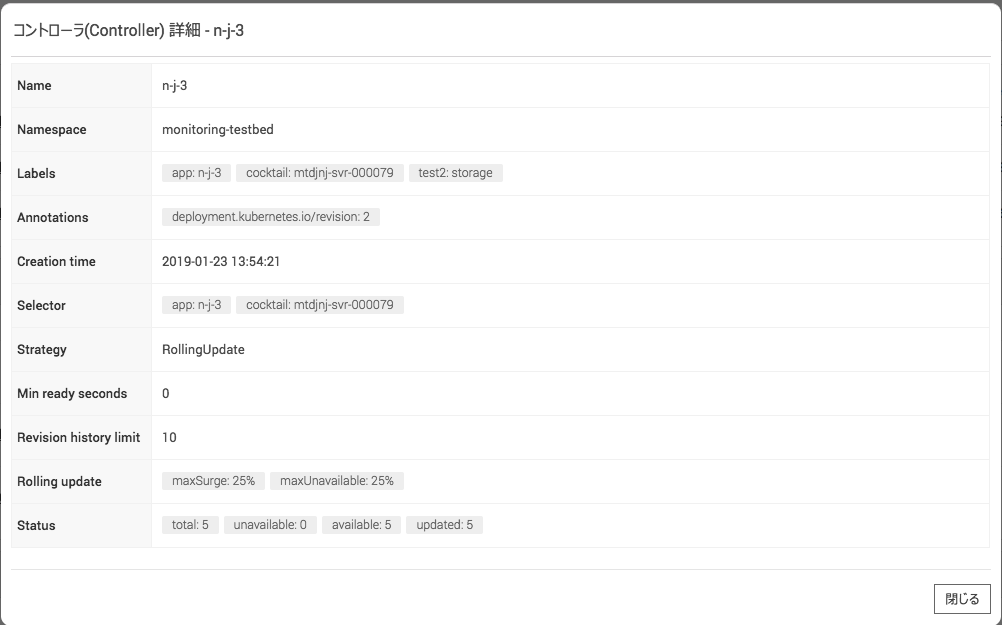 コントローラ(Controller) 詳細 - n-j-3
Name n-j-3
Namespace monitoring-testbed
Labels app: n-j-3 cocktail: mtdjnj-svr-000079 test2: storage
Annotations deployment.kubernetes.io/revision: 2
Creation time 2019-01-23 13:54:21
Selector app: n-j-3 cocktail: mtdjnj-svr-000079
Strategy RollingUpdate
Min ready seconds 0
Revision history limit 10
Rolling update maxSurge: 25% maxUnavailable: 25%
Status total: 5 unavailable: 0 available: 5 updated: 5
閉じる